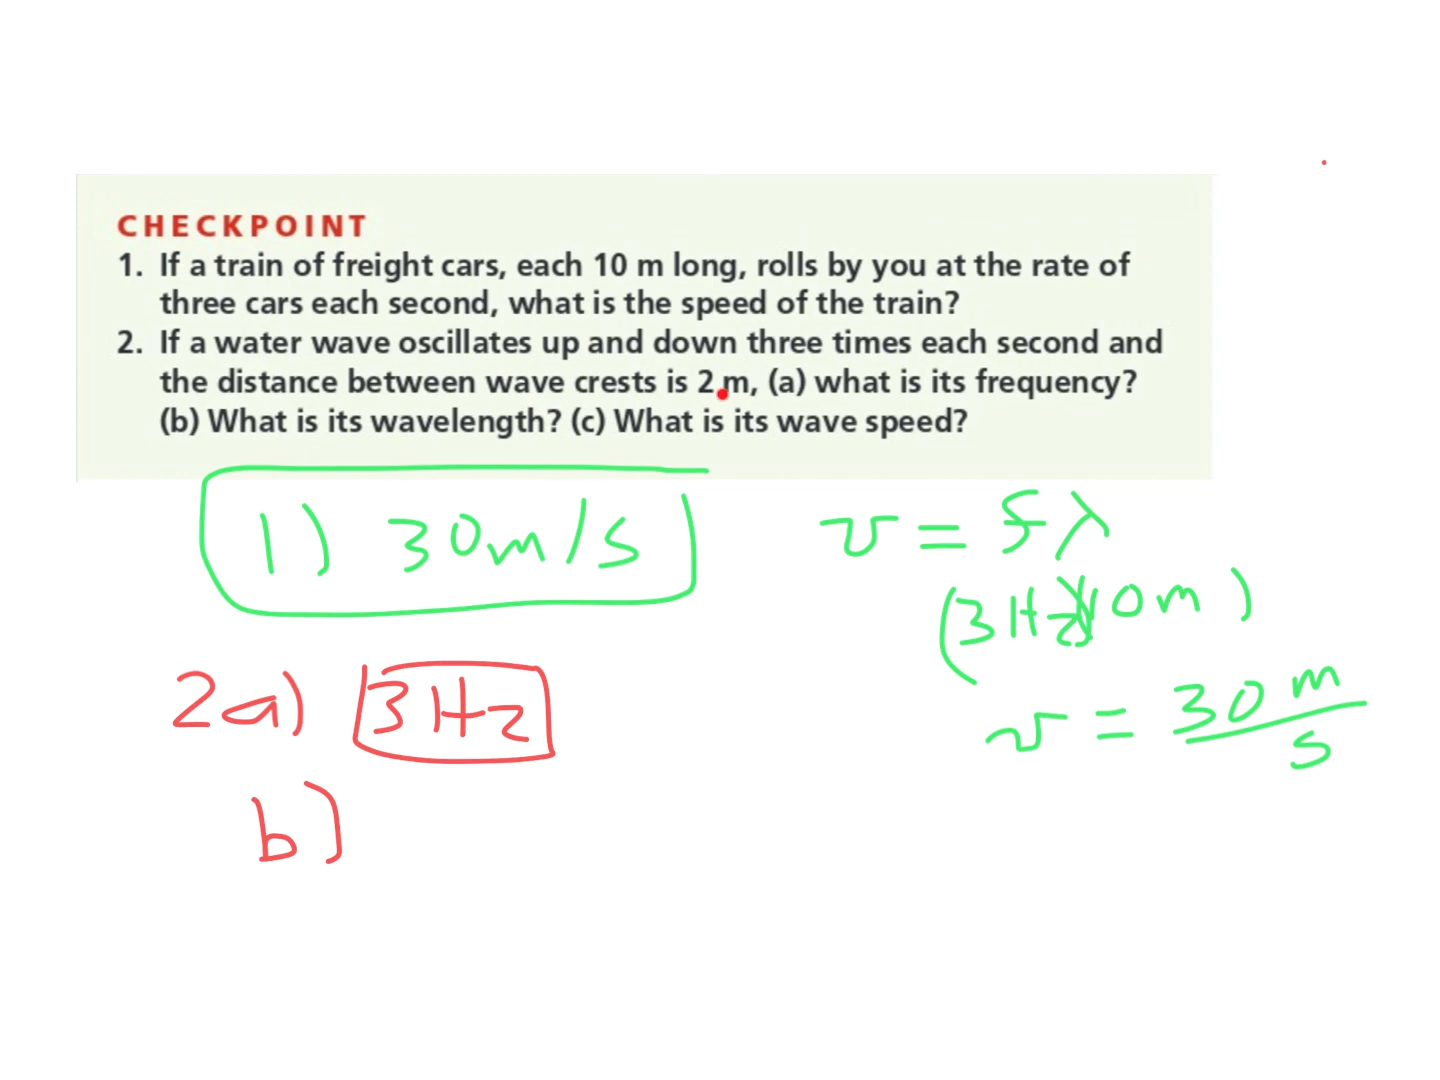 CHECKPOINT
1. If a train of freight cars, each 10 m long, rolls by you at the rate of
three cars each second, what is the speed of the train?
2. If a water wave oscillates up and down three times each second and
the distance between wave crests is 2 m, (a) what is its frequency?
(b) What is its wavelength? (c) What is its wave speed?
1) 30m/s
v = fλ
(3Hz)(10m)
v = 30 m/s
2a) 3Hz
b)